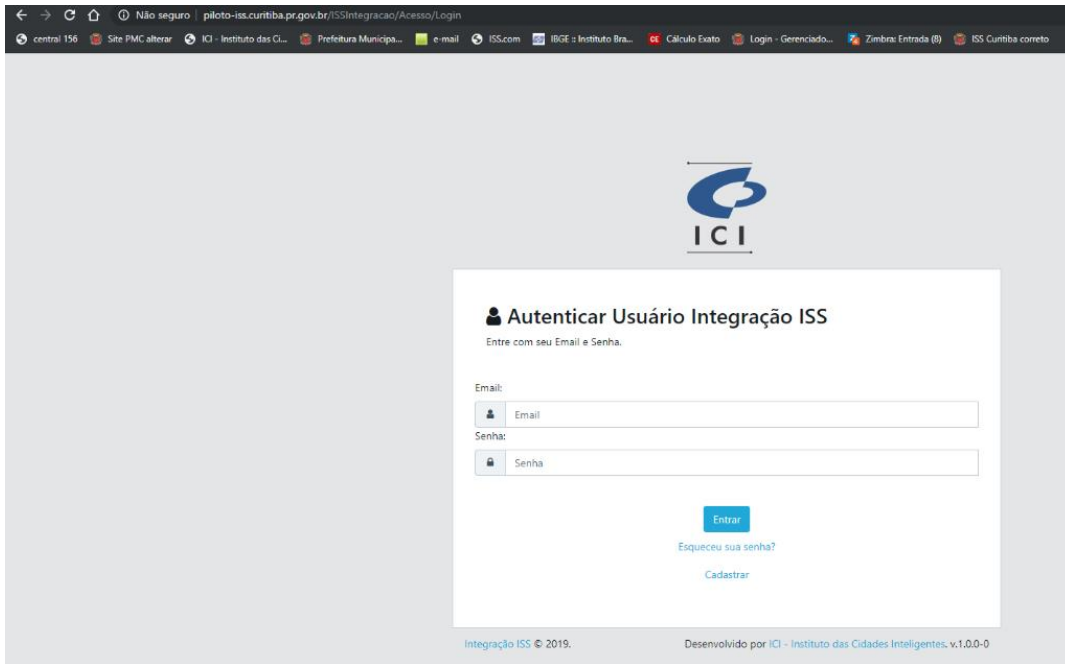 Não seguro | piloto-iss.curitiba.pr.gov.br/ISSIntegracao/Acesso/Login
central 156 Site PMC alterar ICI - Instituto das Ci... Prefeitura Municipa... e-mail ISS.com IBGE :: Instituto Bra... CE Cálculo Exato Login - Gerenciado... Zimbra: Entrada (8) ISS Curitiba correto
ICI
Autenticar Usuário Integração ISS
Entre com seu Email e Senha.
Email:
Email
Senha:
Senha
Entrar
Esqueceu sua senha?
Cadastrar
Integração ISS © 2019. Desenvolvido por ICI - Instituto das Cidades Inteligentes. v.1.0.0-0